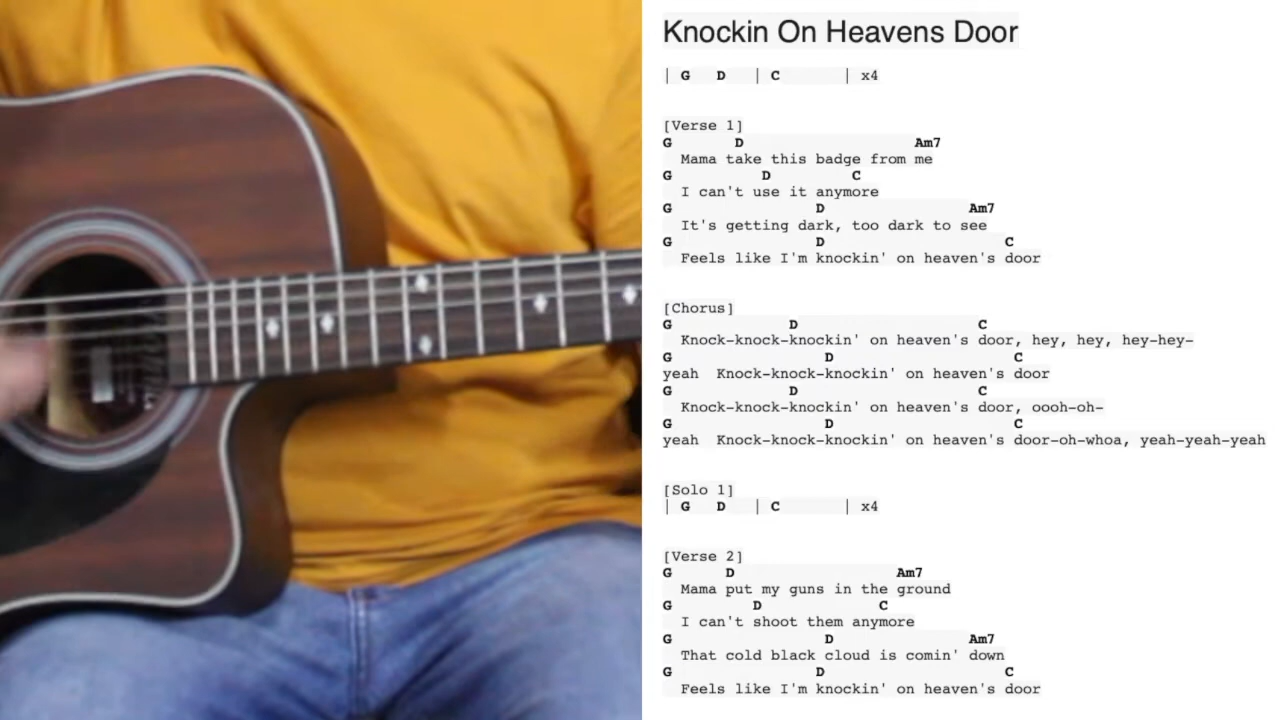 Knockin On Heavens Door
| G D | C | x4
[Verse 1]
G D Am7
Mama take this badge from me
G D C
I can't use it anymore
G D Am7
It's getting dark, too dark to see
G D C
Feels like I'm knockin' on heaven's door
[Chorus]
G D C
Knock-knock-knockin' on heaven's door, hey, hey, hey-hey-
G D C
yeah Knock-knock-knockin' on heaven's door
G D C
Knock-knock-knockin' on heaven's door, oooh-oh-
G D C
yeah Knock-knock-knockin' on heaven's door-oh-whoa, yeah-yeah-yeah
[Solo 1]
| G D | C | x4
[Verse 2]
G D Am7
Mama put my guns in the ground
G D C
I can't shoot them anymore
G D Am7
That cold black cloud is comin' down
G D C
Feels like I'm knockin' on heaven's door